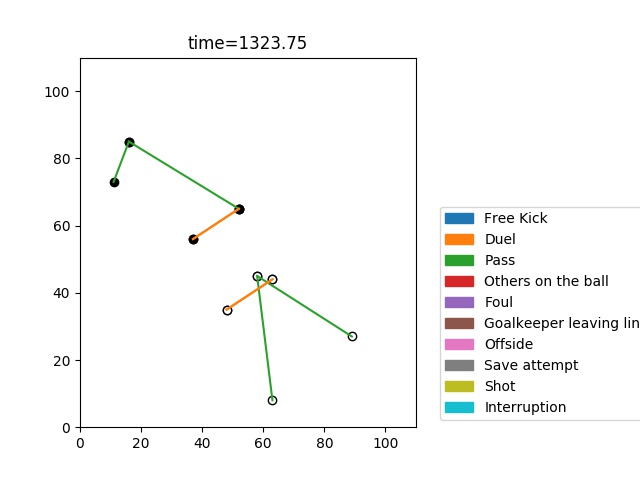 time=1323.75
100
80
60
40
20
0
0 20 40 60 80 100
Free Kick
Duel
Pass
Others on the ball
Foul
Goalkeeper leaving lin
Offside
Save attempt
Shot
Interruption